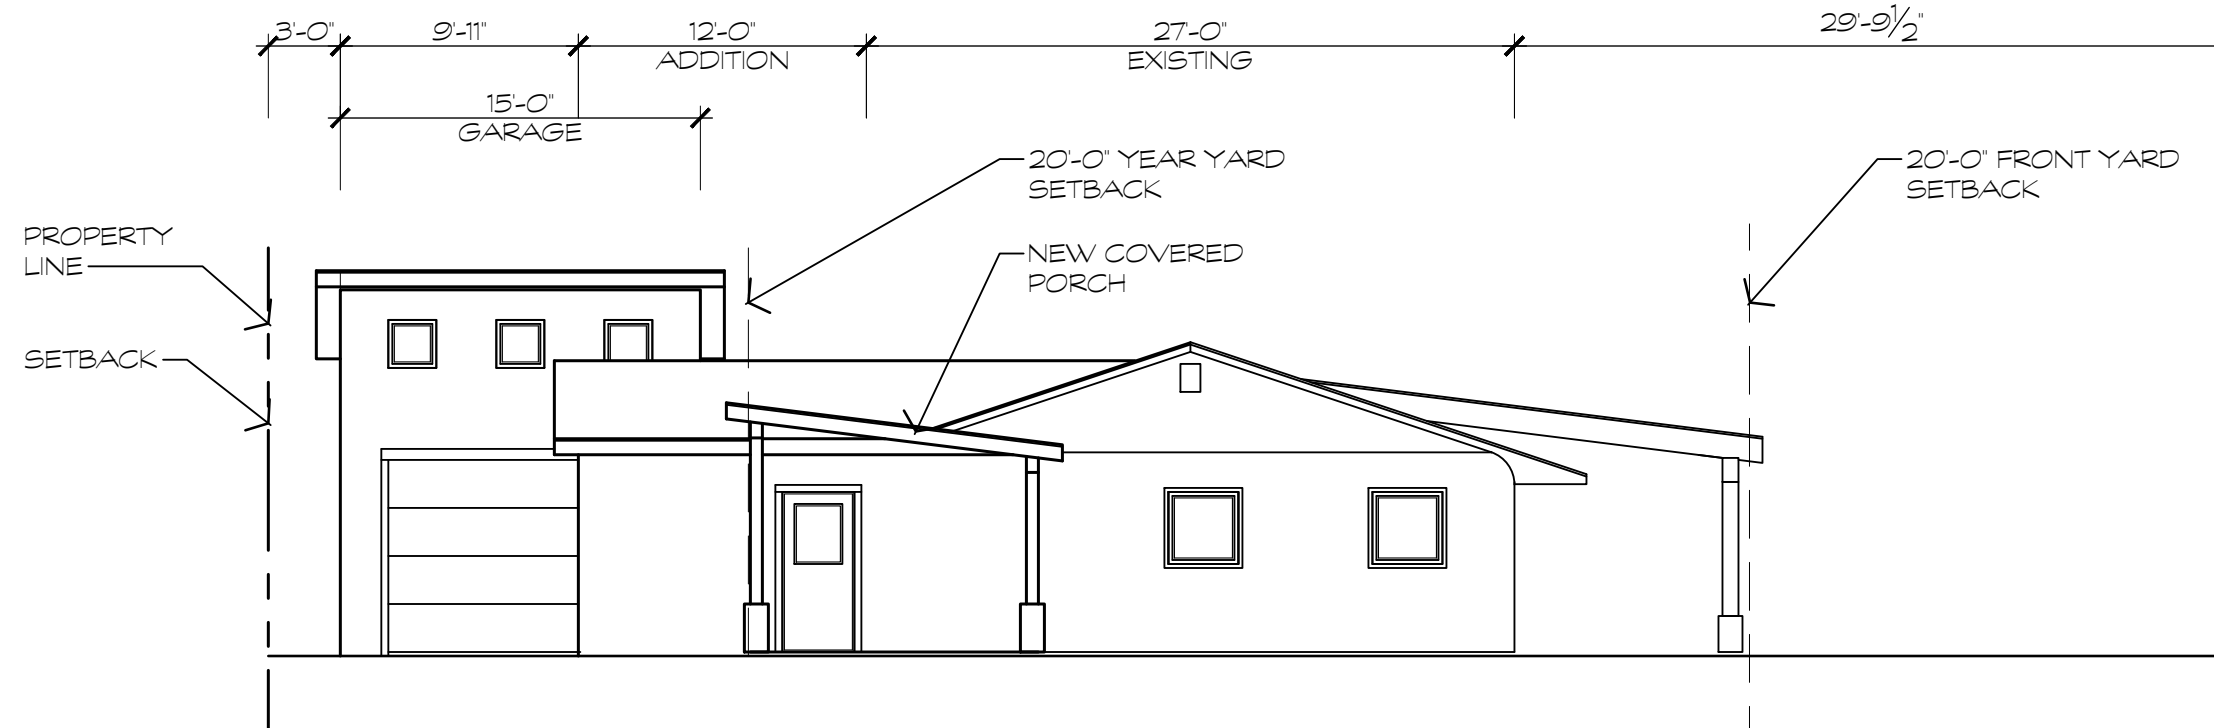 3'-0"
9'-11"
12'-0"
ADDITION
27'-0"
EXISTING
29'-9½"
15'-0"
GARAGE
20'-0" YEAR YARD
SETBACK
20'-0" FRONT YARD
SETBACK
PROPERTY
LINE
NEW COVERED
PORCH
SETBACK